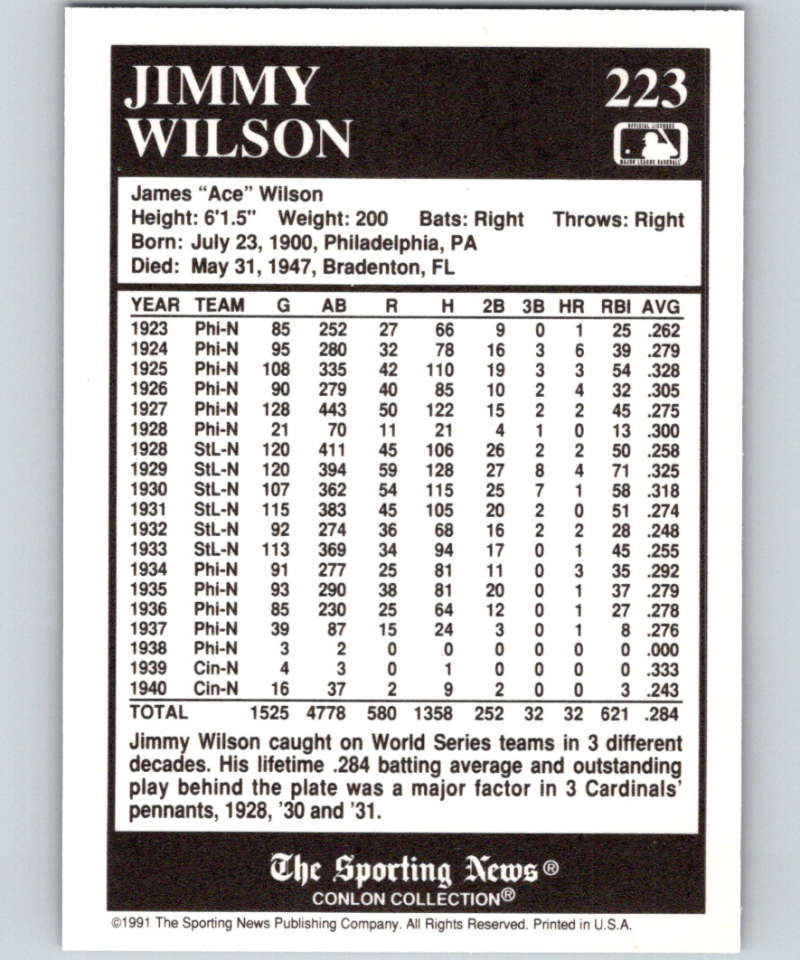 JIMMY
WILSON
223
OFFICIAL LICENSEE
MAJOR LEAGUE BASEBALL
James “Ace” Wilson
Height: 6'1.5" Weight: 200 Bats: Right Throws: Right
Born: July 23, 1900, Philadelphia, PA
Died: May 31, 1947, Bradenton, FL
YEAR TEAM G AB R H 2B 3B HR RBI AVG
1923 Phi-N 85 252 27 66 9 0 1 25 .262
1924 Phi-N 95 280 32 78 16 3 6 39 .279
1925 Phi-N 108 335 42 110 19 3 3 54 .328
1926 Phi-N 90 279 40 85 10 2 4 32 .305
1927 Phi-N 128 443 50 122 15 2 2 45 .275
1928 Phi-N 21 70 11 21 4 1 0 13 .300
1928 StL-N 120 411 45 106 26 2 2 50 .258
1929 StL-N 120 394 59 128 27 8 4 71 .325
1930 StL-N 107 362 54 115 25 7 1 58 .318
1931 StL-N 115 383 45 105 20 2 0 51 .274
1932 StL-N 92 274 36 68 16 2 2 28 .248
1933 StL-N 113 369 34 94 17 0 1 45 .255
1934 Phi-N 91 277 25 81 11 0 3 35 .292
1935 Phi-N 93 290 38 81 20 0 1 37 .279
1936 Phi-N 85 230 25 64 12 0 1 27 .278
1937 Phi-N 39 87 15 24 3 0 1 8 .276
1938 Phi-N 3 2 0 0 0 0 0 0 .000
1939 Cin-N 4 3 0 1 0 0 0 0 .333
1940 Cin-N 16 37 2 9 2 0 0 3 .243
TOTAL 1525 4778 580 1358 252 32 32 621 .284
Jimmy Wilson caught on World Series teams in 3 different
decades. His lifetime .284 batting average and outstanding
play behind the plate was a major factor in 3 Cardinals'
pennants, 1928, '30 and '31.
The Sporting News®
CONLON COLLECTION®
©1991 The Sporting News Publishing Company. All Rights Reserved. Printed in U.S.A.